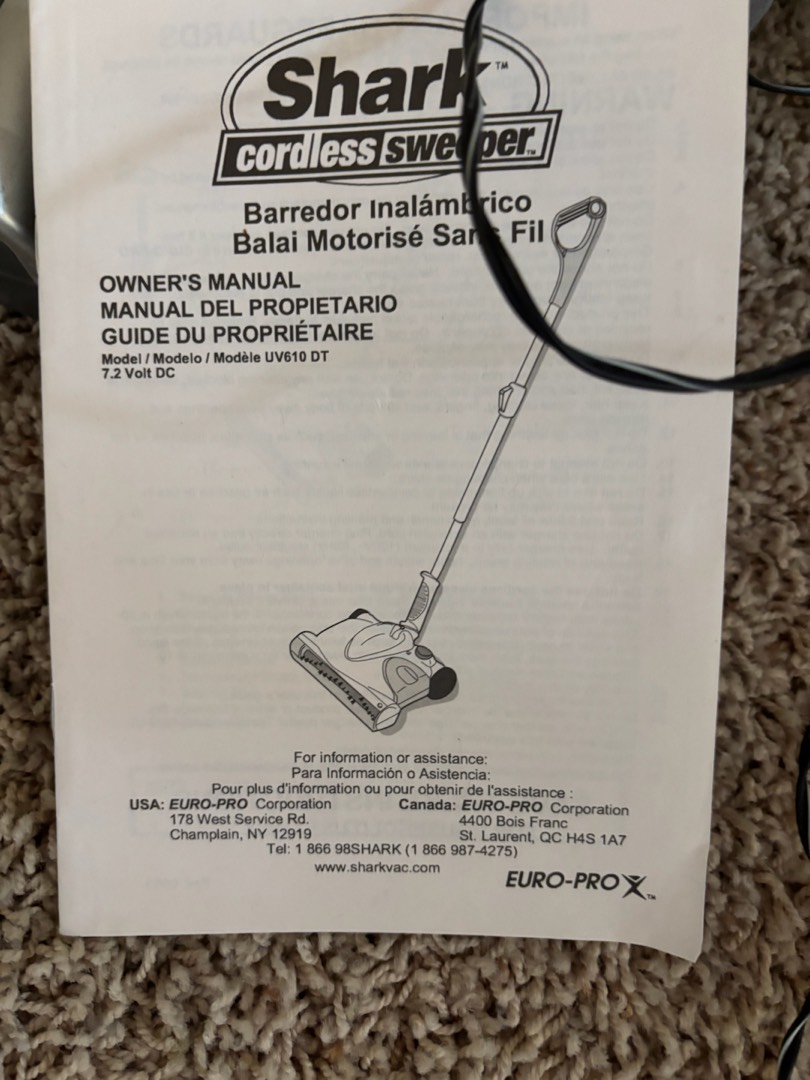 Shark™
cordless sweeper™
Barredor Inalámbrico
Balai Motorisé Sans Fil
OWNER'S MANUAL
MANUAL DEL PROPIETARIO
GUIDE DU PROPRIÉTAIRE
Model / Modelo / Modèle UV610 DT
7.2 Volt DC
For information or assistance:
Para Información o Asistencia:
Pour plus d'information ou pour obtenir de l'assistance :
USA: EURO-PRO Corporation
178 West Service Rd.
Champlain, NY 12919
Canada: EURO-PRO Corporation
4400 Bois Franc
St. Laurent, QC H4S 1A7
Tel: 1 866 98SHARK (1 866 987-4275)
www.sharkvac.com
EURO-PRO X™